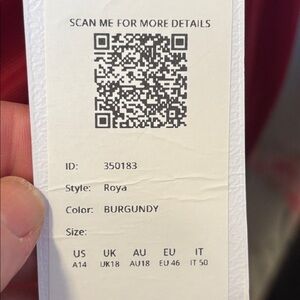 SCAN ME FOR MORE DETAILS
ID: 350183
Style: Roya
Color: BURGUNDY
Size:
US UK AU EU IT
A14 UK18 AU18 EU 46 IT 50